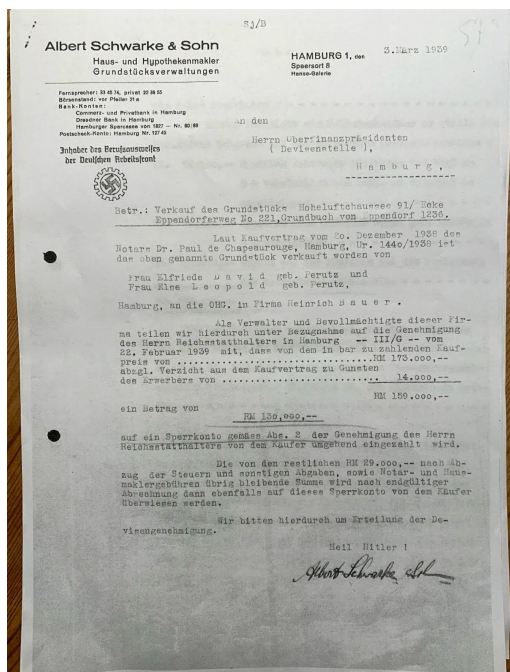 Sj/B
Albert Schwarke & Sohn
Haus- und Hypothekenmakler
Grundstücksverwaltungen
HAMBURG 1, den 3.März 1939
Speersort 8
Hanse-Galerie
Fernsprecher: 33 45 74, privat
Börsenstand: vor Pfeiler 21 a
Bank-Konten:
Commerz- und Privatbank in Hamburg
Dresdner Bank in Hamburg
Hamburger Sparcasse von 1827 — Nr. 60/
Postscheck-Konto: Hamburg Nr.
Inhaber des Berufsausweises
der Deutschen Arbeitsfront
an den
Herrn Oberfinanzpräsidenten
( Devisenstelle ),
Hamburg,
Betr.: Verkauf des Grundstücks Hoheluftchaussee 91/ Ecke
Eppendorferweg No 221,Grundbuch von Eppendorf 1236.
Laut Kaufvertrag vom 20. Dezember 1938 des
Notars Dr. Paul de Chapeaurouge, Hamburg, Ur. 1440/1938 ist
das oben genannte Grundstück verkauft worden von
Frau Elfriede David geb. Perutz und
Frau Else Leopold geb. Perutz,
Hamburg, an die OHG. in Firma Heinrich Bauer.
Als Verwalter und Bevollmächtigte dieser Fir-
ma teilen wir hierdurch unter Bezugnahme auf die Genehmigung
des Herrn Reichsstatthalters in Hamburg -- III/G -- vom
22. Februar 1939 mit, dass von dem in bar zu zahlenden Kauf-
preis von ............................RM 173.000,--
abzgl. Verzicht aus dem Kaufvertrag zu Gunsten
des Erwerbers von ........................ 14.000,--
RM 159.000,--
ein Betrag von
RM 130,000,--
auf ein Sperrkonto gemäss Abs. 2 der Genehmigung des Herrn
Reichsstatthalters von dem Käufer umgehend eingezahlt wird.
Die von den restlichen RM 29.000,-- nach Ab-
zug der Steuern und sonstigen Abgaben, sowie Notar- und Haus-
maklergebühren übrig bleibende Summe wird nach endgültiger
Abrechnung dann ebenfalls auf dieses Sperrkonto von dem Käufer
überwiesen werden.
Wir bitten hierdurch um Erteilung der De-
visengenehmigung.
Heil Hitler !
Albert Schwarke & Sohn